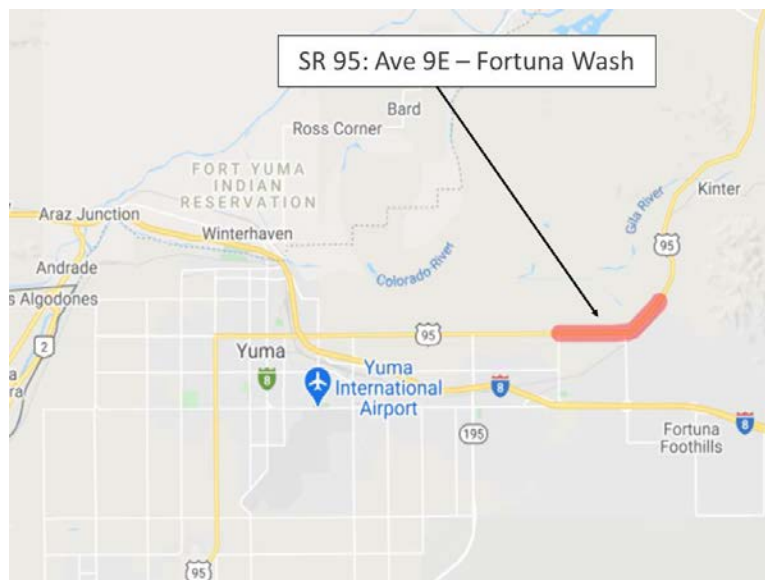 SR 95: Ave 9E – Fortuna Wash
Bard
Ross Corner
FORT YUMA
INDIAN
RESERVATION
Kinter
Araz Junction
Winterhaven
Gila River
95
Andrade
Colorado River
Algodones
2
95
Yuma
8
Yuma
International
Airport
8
195
Fortuna
Foothills
8
95